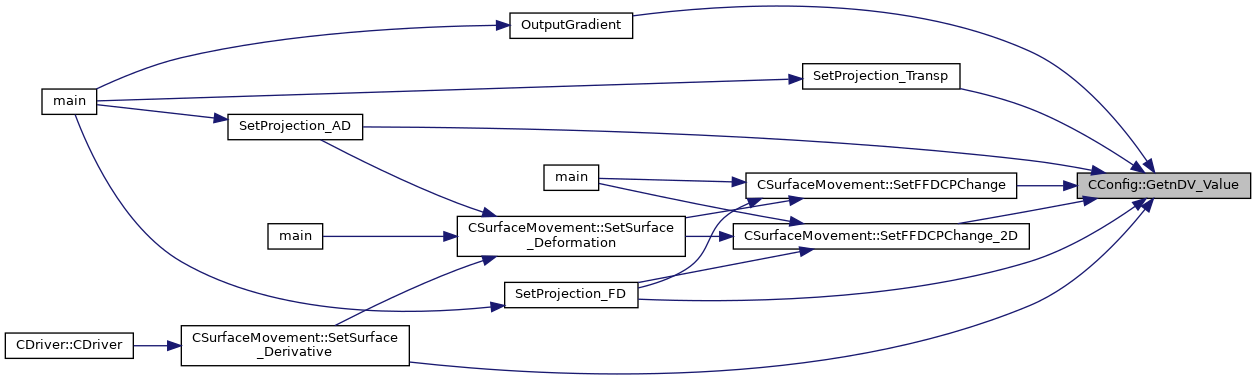 OutputGradient
SetProjection_Transp
main
SetProjection_AD
main
CSurfaceMovement::SetFFDCPChange
CConfig::GetnDV_Value
main
CSurfaceMovement::SetSurface
_Deformation
CSurfaceMovement::SetFFDCPChange_2D
SetProjection_FD
CDriver::CDriver
CSurfaceMovement::SetSurface
_Derivative